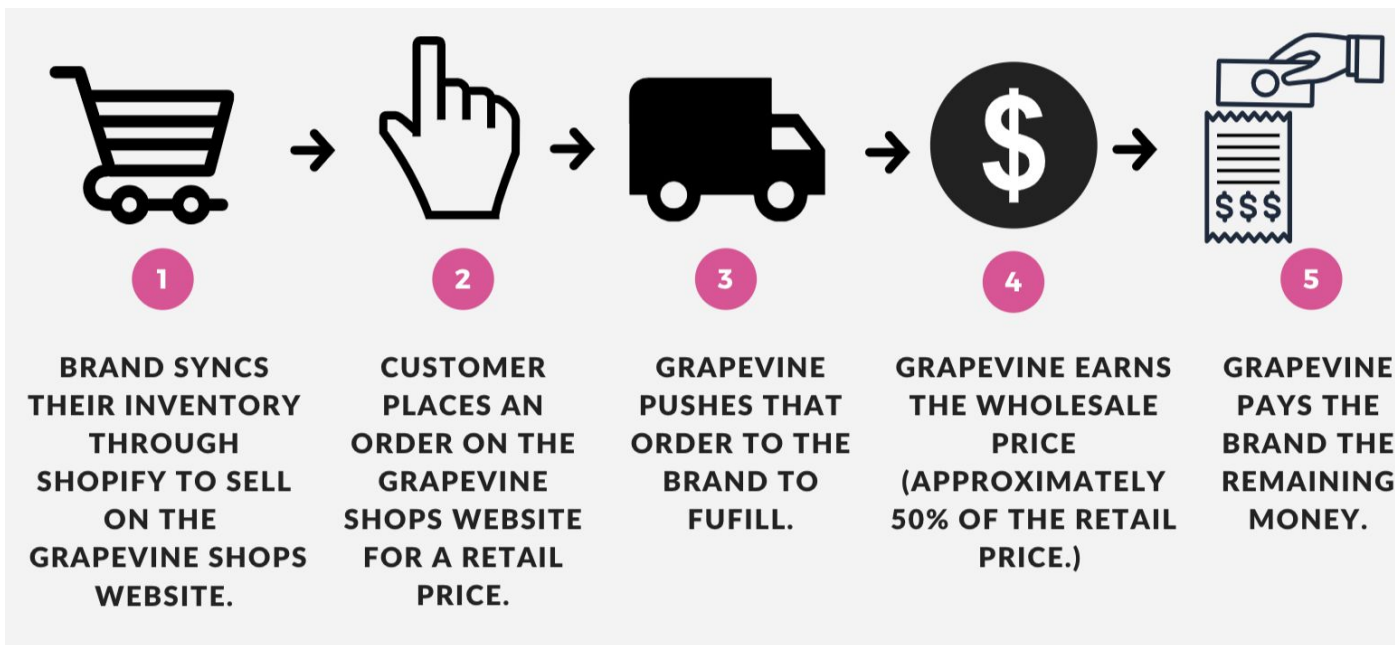 $
$$$
1
2
3
4
5
BRAND SYNCS
THEIR INVENTORY
THROUGH
SHOPIFY TO SELL
ON THE
GRAPEVINE SHOPS
WEBSITE.
CUSTOMER
PLACES AN
ORDER ON THE
GRAPEVINE
SHOPS WEBSITE
FOR A RETAIL
PRICE.
GRAPEVINE
PUSHES THAT
ORDER TO THE
BRAND TO
FUFILL.
GRAPEVINE EARNS
THE WHOLESALE
PRICE
(APPROXIMATELY
50% OF THE RETAIL
PRICE.)
GRAPEVINE
PAYS THE
BRAND THE
REMAINING
MONEY.